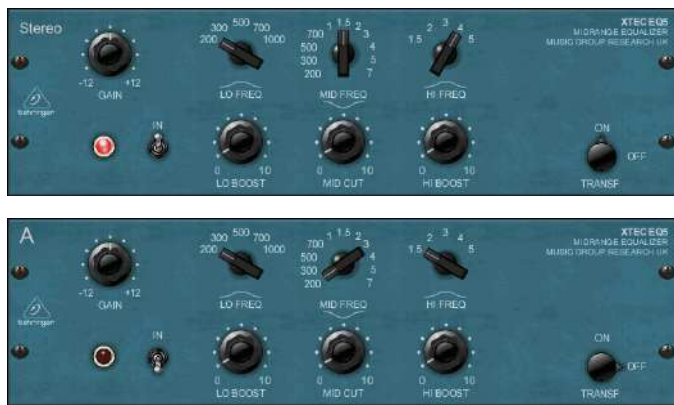 Stereo
XTEC EQ5
MIDRANGE EQUALIZER
MUSIC GROUP RESEARCH UK
-12 +12
GAIN
200 300 500 700 1000
LO FREQ
200 300 500 700 1 1.5 2 3 4 5 7
MID FREQ
1.5 2 3 4 5
HI FREQ
behringer
IN
0 10
LO BOOST
0 10
MID CUT
0 10
HI BOOST
ON
OFF
TRANSF
A
XTEC EQ5
MIDRANGE EQUALIZER
MUSIC GROUP RESEARCH UK
-12 +12
GAIN
200 300 500 700 1000
LO FREQ
200 300 500 700 1 1.5 2 3 4 5 7
MID FREQ
1.5 2 3 4 5
HI FREQ
behringer
IN
0 10
LO BOOST
0 10
MID CUT
0 10
HI BOOST
ON
OFF
TRANSF